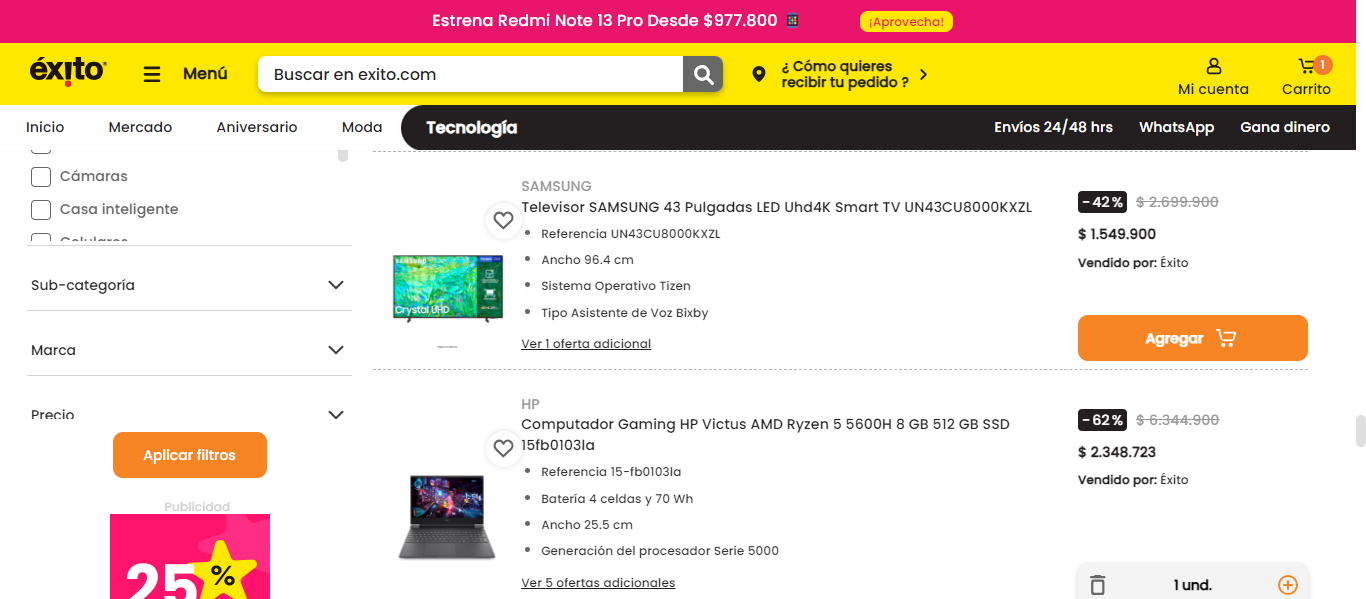 Estrena Redmi Note 13 Pro Desde $977.800
¡Aprovecha!
éxito
Menú
Buscar en exito.com
¿ Cómo quieres
recibir tu pedido ?
Mi cuenta
1
Carrito
Inicio
Mercado
Aniversario
Moda
Tecnología
Envíos 24/48 hrs
WhatsApp
Gana dinero
Cámaras
Casa inteligente
Celulares
Sub-categoría
Marca
Precio
Aplicar filtros
Publicidad
25%
SAMSUNG
Televisor SAMSUNG 43 Pulgadas LED Uhd4K Smart TV UN43CU8000KXZL
Referencia UN43CU8000KXZL
Ancho 96.4 cm
Sistema Operativo Tizen
Tipo Asistente de Voz Bixby
Ver 1 oferta adicional
SAMSUNG
Crystal UHD
-42%
$ 2.699.900
$ 1.549.900
Vendido por: Éxito
Agregar
HP
Computador Gaming HP Victus AMD Ryzen 5 5600H 8 GB 512 GB SSD
15fb0103la
Referencia 15-fb0103la
Batería 4 celdas y 70 Wh
Ancho 25.5 cm
Generación del procesador Serie 5000
Ver 5 ofertas adicionales
-62%
$ 6.344.900
$ 2.348.723
Vendido por: Éxito
1 und.